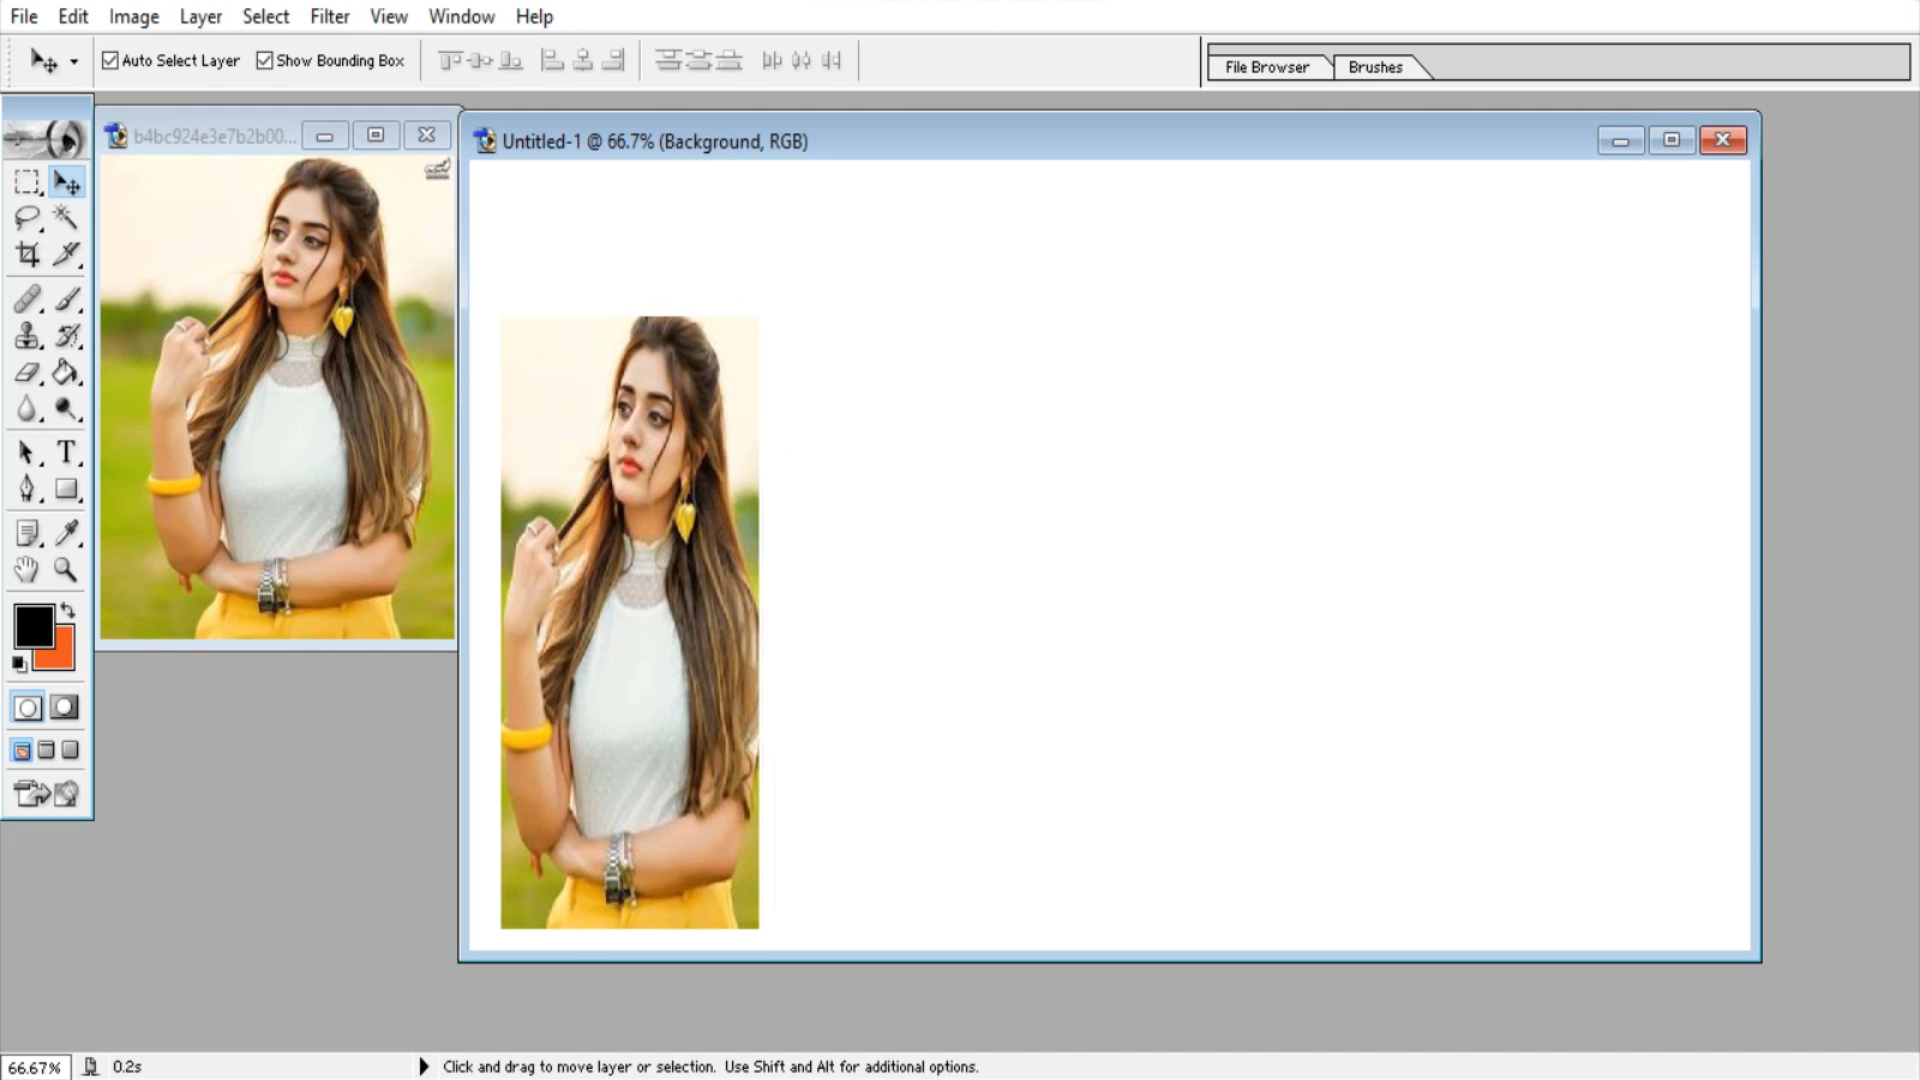 File Edit Image Layer Select Filter View Window Help
Auto Select Layer Show Bounding Box
File Browser Brushes
b4bc924e3e7b2b00...
Untitled-1 @ 66.7% (Background, RGB)
T
66.67% 0.2s Click and drag to move layer or selection. Use Shift and Alt for additional options.